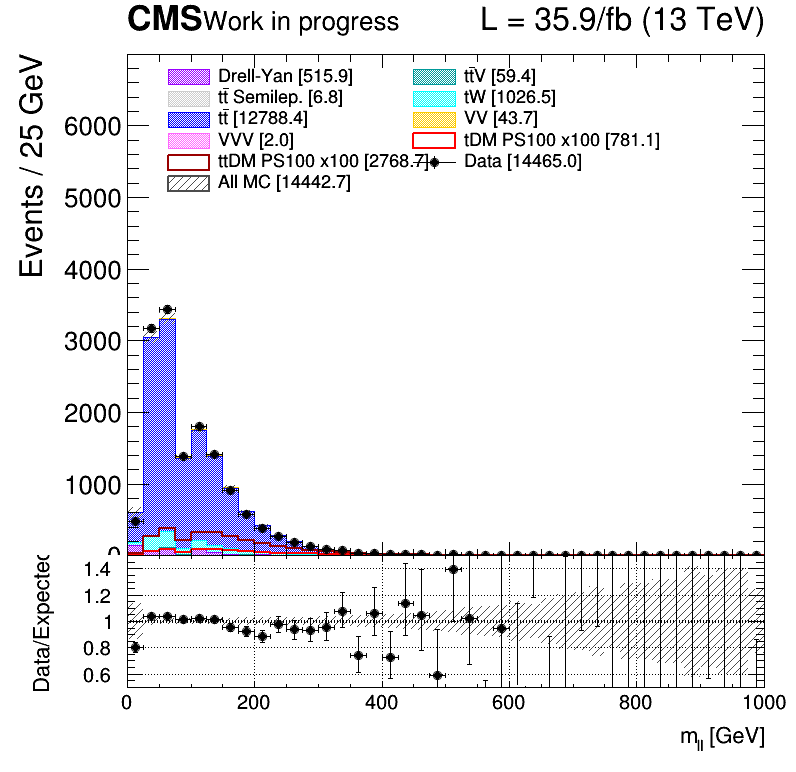 CMS Work in progress L = 35.9/fb (13 TeV)
Events / 25 GeV
Drell-Yan [515.9]
tt̄V [59.4]
tt̄ Semilep. [6.8]
tW [1026.5]
tt̄ [12788.4]
VV [43.7]
VVV [2.0]
tDM PS100 x100 [781.1]
ttDM PS100 x100 [2768.7]
Data [14465.0]
All MC [14442.7]
6000
5000
4000
3000
2000
1000
0
Data/Expected
1.4
1.2
1
0.8
0.6
0 200 400 600 800 1000
m_ll [GeV]